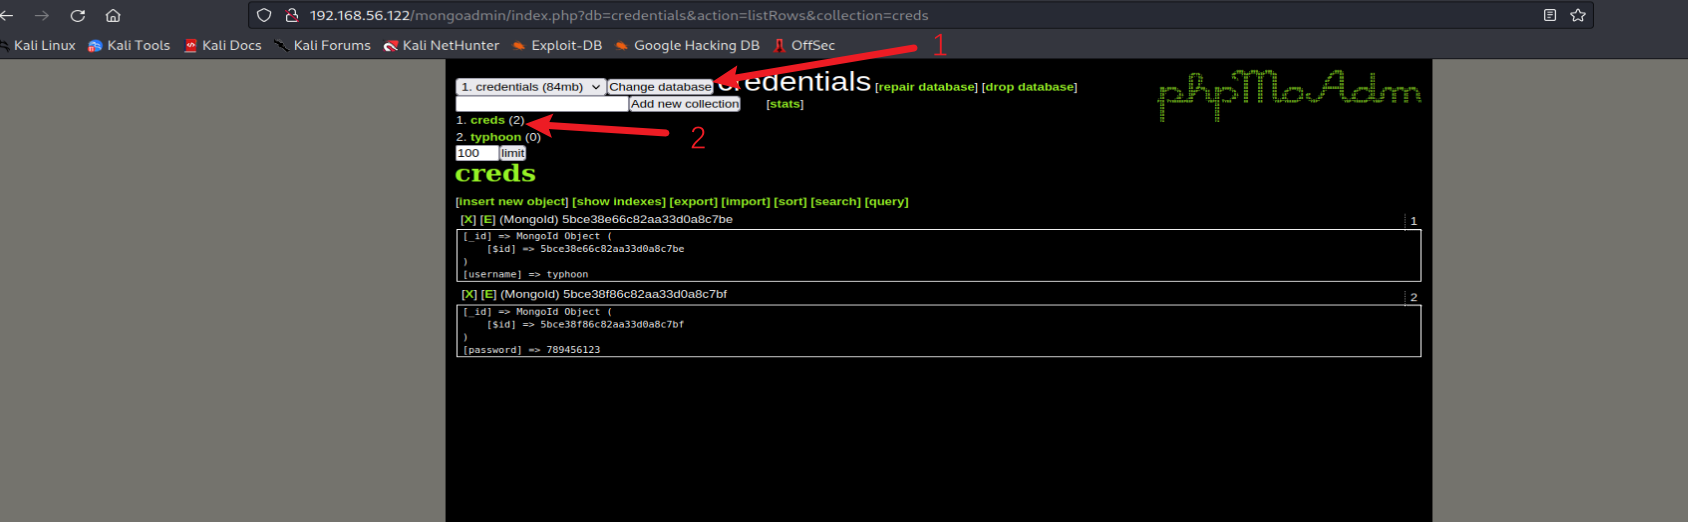 192.168.56.122/mongoadmin/index.php?db=credentials&action=listRows&collection=creds
Kali Linux Kali Tools Kali Docs Kali Forums Kali NetHunter Exploit-DB Google Hacking DB OffSec
1
1. credentials (84mb) Change database credentials [repair database] [drop database]
phpMoAdm
Add new collection [stats]
1. creds (2)
2
2. typhoon (0)
100 limit
creds
[insert new object] [show indexes] [export] [import] [sort] [search] [query]
[X] [E] (MongoId) 5bce38e66c82aa33d0a8c7be 1
[_id] => MongoId Object (
[$id] => 5bce38e66c82aa33d0a8c7be
)
[username] => typhoon
[X] [E] (MongoId) 5bce38f86c82aa33d0a8c7bf 2
[_id] => MongoId Object (
[$id] => 5bce38f86c82aa33d0a8c7bf
)
[password] => 789456123